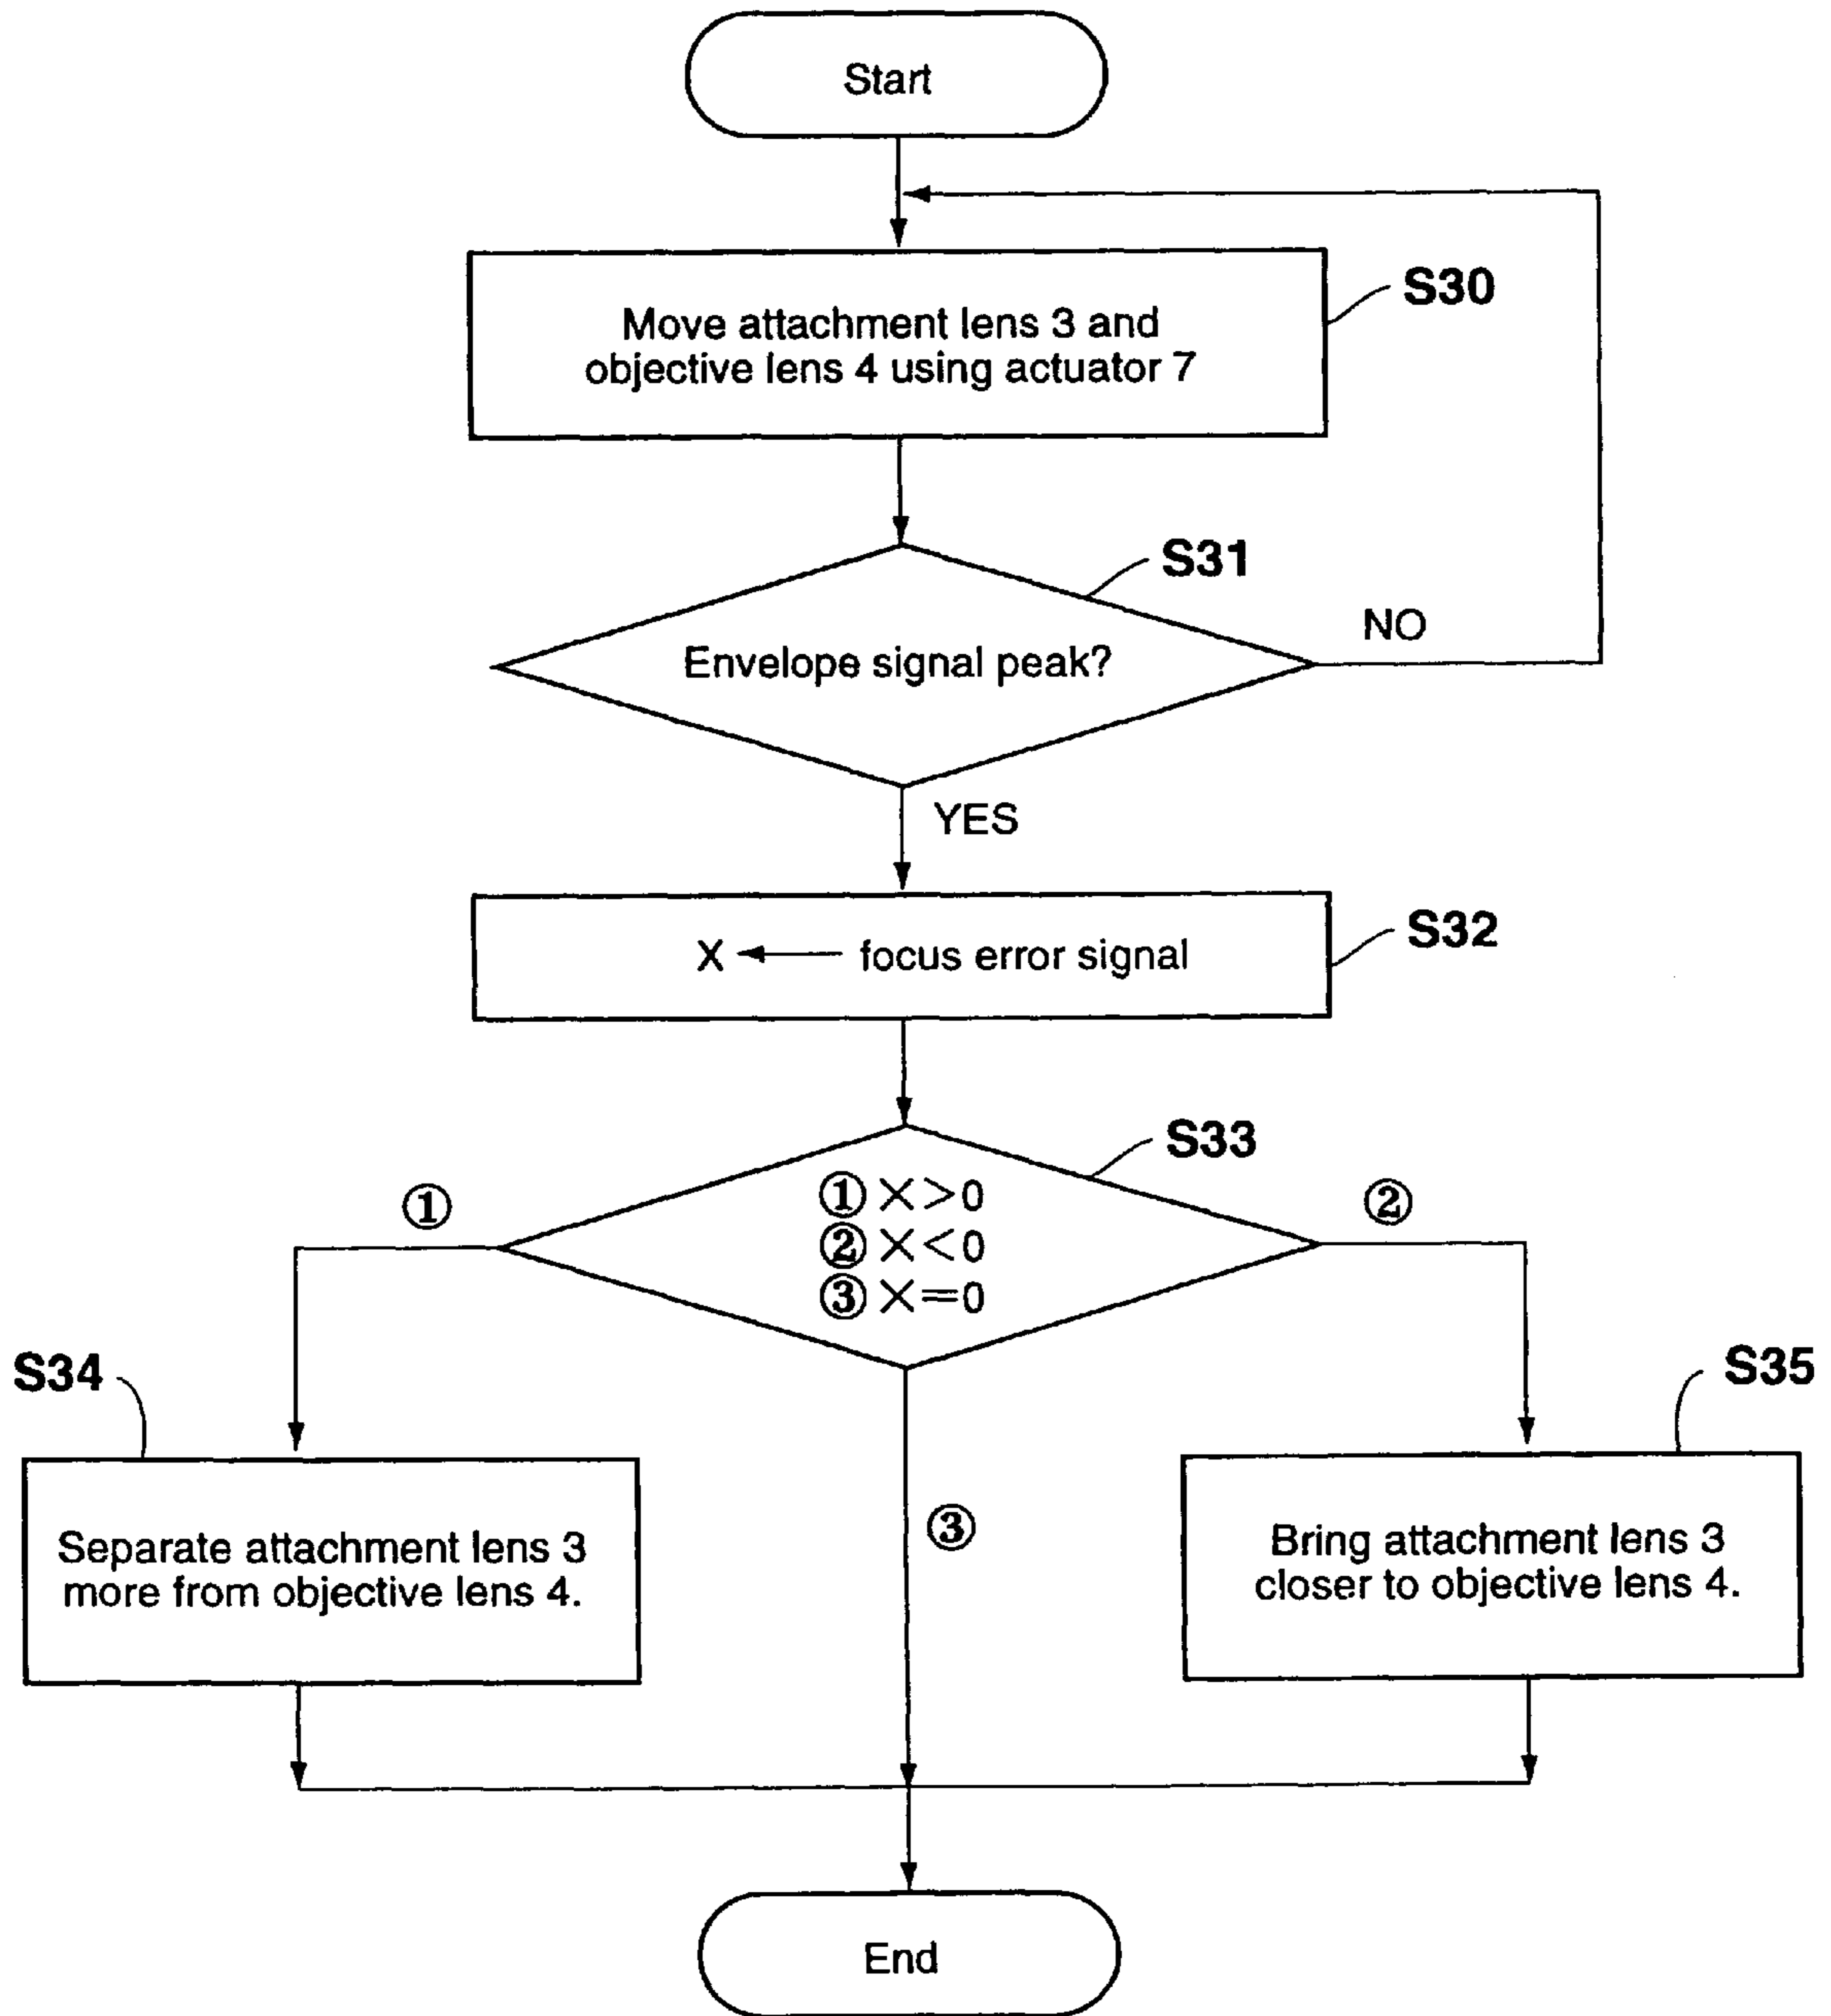 Start
S30
Move attachment lens 3 and
objective lens 4 using actuator 7
S31
Envelope signal peak?
NO
YES
S32
X ← focus error signal
S33
① X>0
② X<0
③ X=0
①
②
③
S34
Separate attachment lens 3
more from objective lens 4.
S35
Bring attachment lens 3
closer to objective lens 4.
End